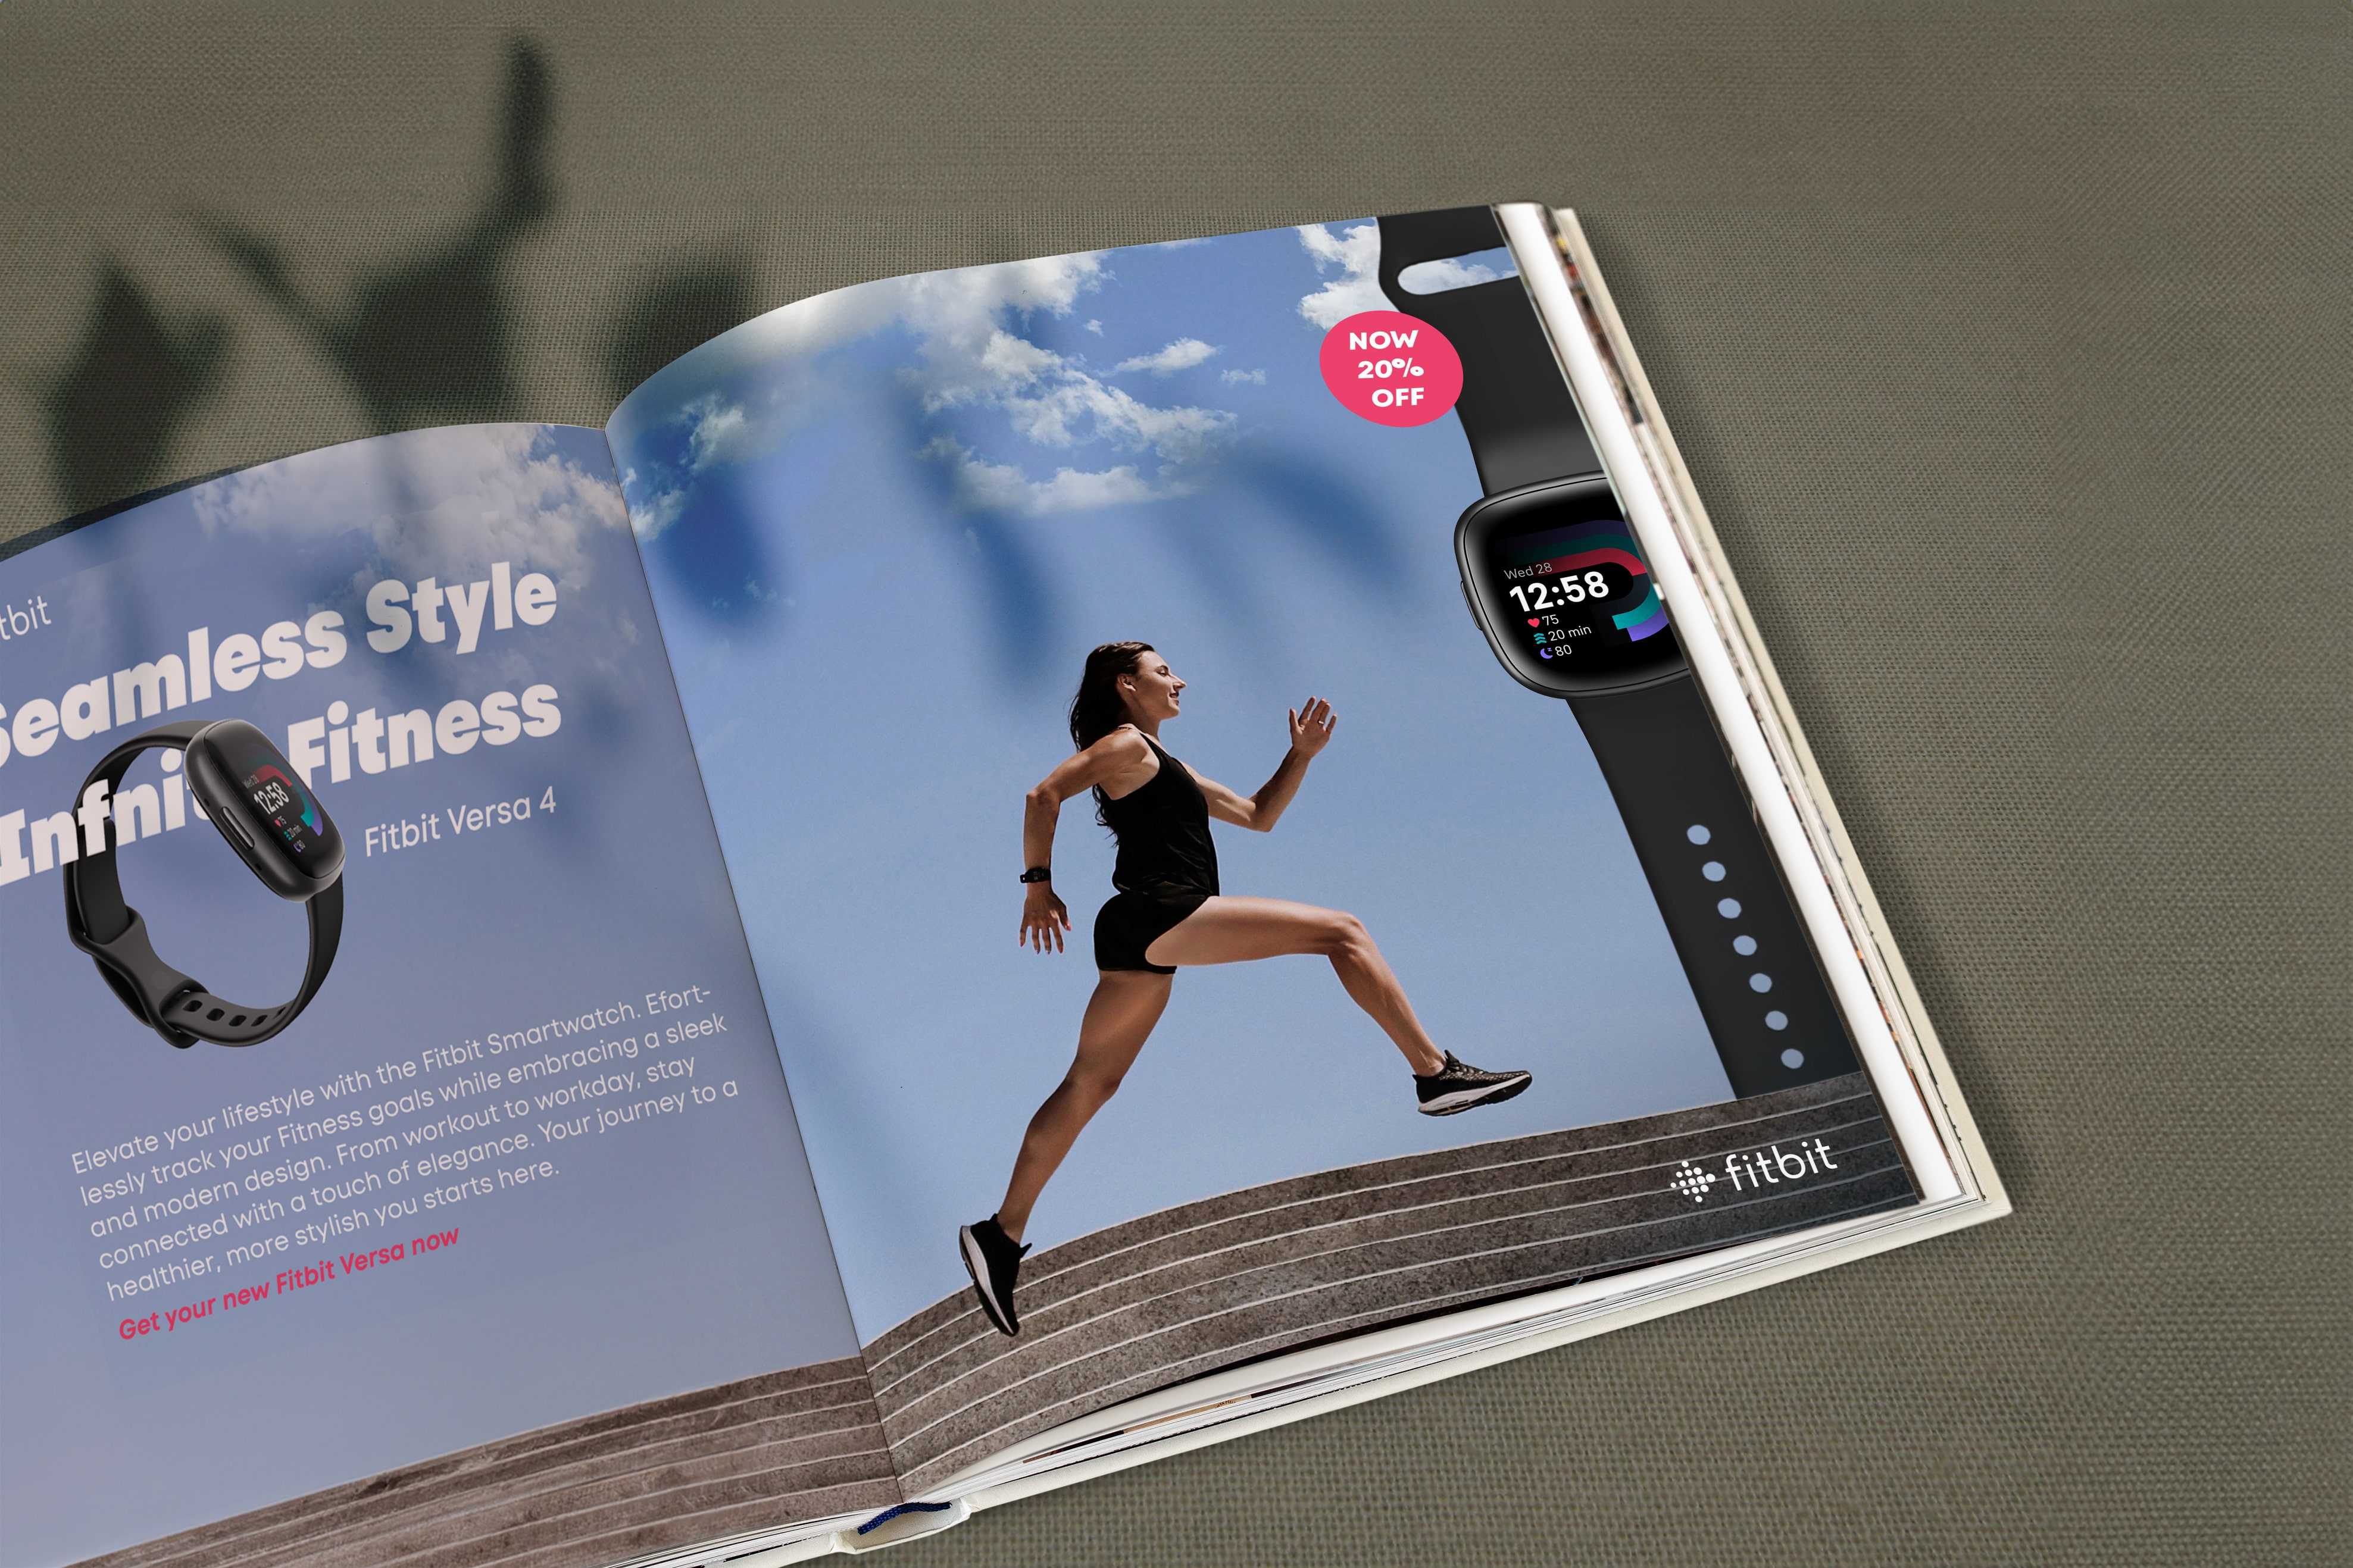 tbit
Seamless Style
Infnit Fitness
12:58
Fitbit Versa 4
Elevate your lifestyle with the Fitbit Smartwatch. Efort-
lessly track your Fitness goals while embracing a sleek
and modern design. From workout to workday, stay
connected with a touch of elegance. Your journey to a
healthier, more stylish you starts here.
Get your new Fitbit Versa now
NOW
20%
OFF
Wed 28
12:58
75
20 min
80
fitbit